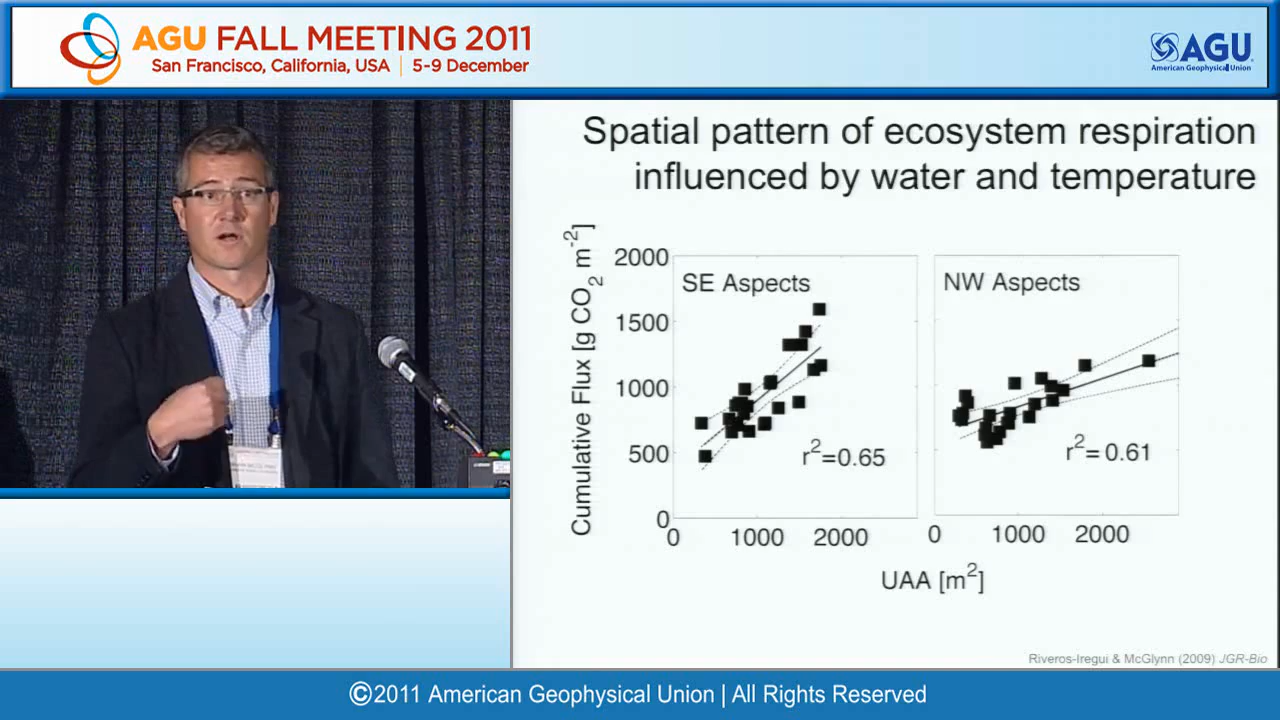 AGU FALL MEETING 2011
San Francisco, California, USA | 5-9 December
AGU
American Geophysical Union
Spatial pattern of ecosystem respiration
influenced by water and temperature
Cumulative Flux [g CO2 m-2]
2000
1500
1000
500
0
SE Aspects
r2=0.65
0 1000 2000
NW Aspects
r2=0.61
0 1000 2000
UAA [m2]
Riveros-Iregui & McGlynn (2009) JGR-Bio
©2011 American Geophysical Union | All Rights Reserved